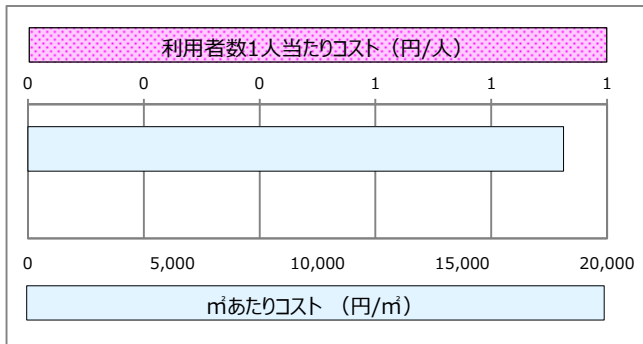 利用者数1人当たりコスト（円/人）
0 0 0 1 1 1
0 5,000 10,000 15,000 20,000
㎡あたりコスト （円/㎡）